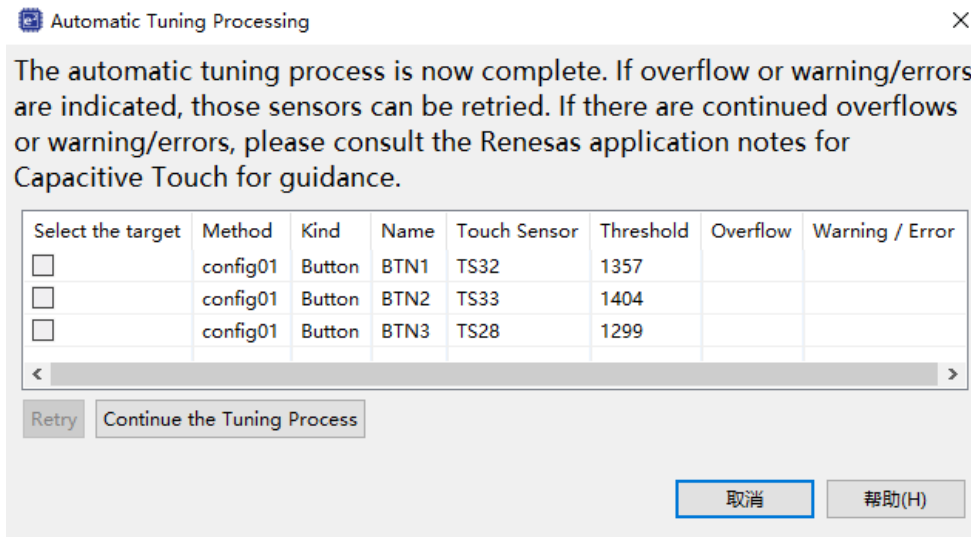 Automatic Tuning Processing
The automatic tuning process is now complete. If overflow or warning/errors
are indicated, those sensors can be retried. If there are continued overflows
or warning/errors, please consult the Renesas application notes for
Capacitive Touch for guidance.
Select the target Method Kind Name Touch Sensor Threshold Overflow Warning / Error
config01 Button BTN1 TS32 1357
config01 Button BTN2 TS33 1404
config01 Button BTN3 TS28 1299
Retry Continue the Tuning Process
取消 帮助(H)